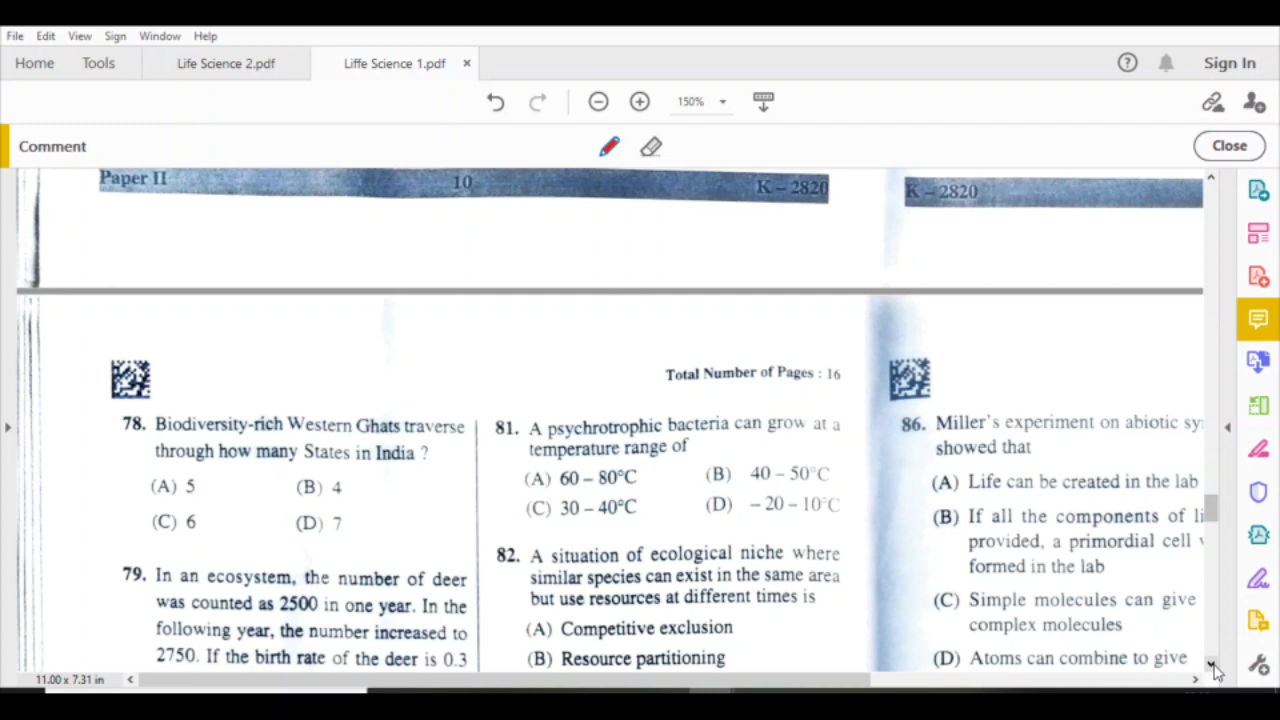 File Edit View Sign Window Help
Home Tools Life Science 2.pdf Liffe Science 1.pdf × Sign In
150%
Comment Close
Paper II 10 K – 2820
K – 2820
Total Number of Pages : 16
78. Biodiversity-rich Western Ghats traverse
through how many States in India ?
(A) 5 (B) 4
(C) 6 (D) 7
79. In an ecosystem, the number of deer
was counted as 2500 in one year. In the
following year, the number increased to
2750. If the birth rate of the deer is 0.3
81. A psychrotrophic bacteria can grow at a
temperature range of
(A) 60 – 80°C (B) 40 – 50°C
(C) 30 – 40°C (D) – 20 – 10°C
82. A situation of ecological niche where
similar species can exist in the same area
but use resources at different times is
(A) Competitive exclusion
(B) Resource partitioning
86. Miller's experiment on abiotic sy
showed that
(A) Life can be created in the lab
(B) If all the components of li
provided, a primordial cell
formed in the lab
(C) Simple molecules can give
complex molecules
(D) Atoms can combine to give
11.00 x 7.31 in